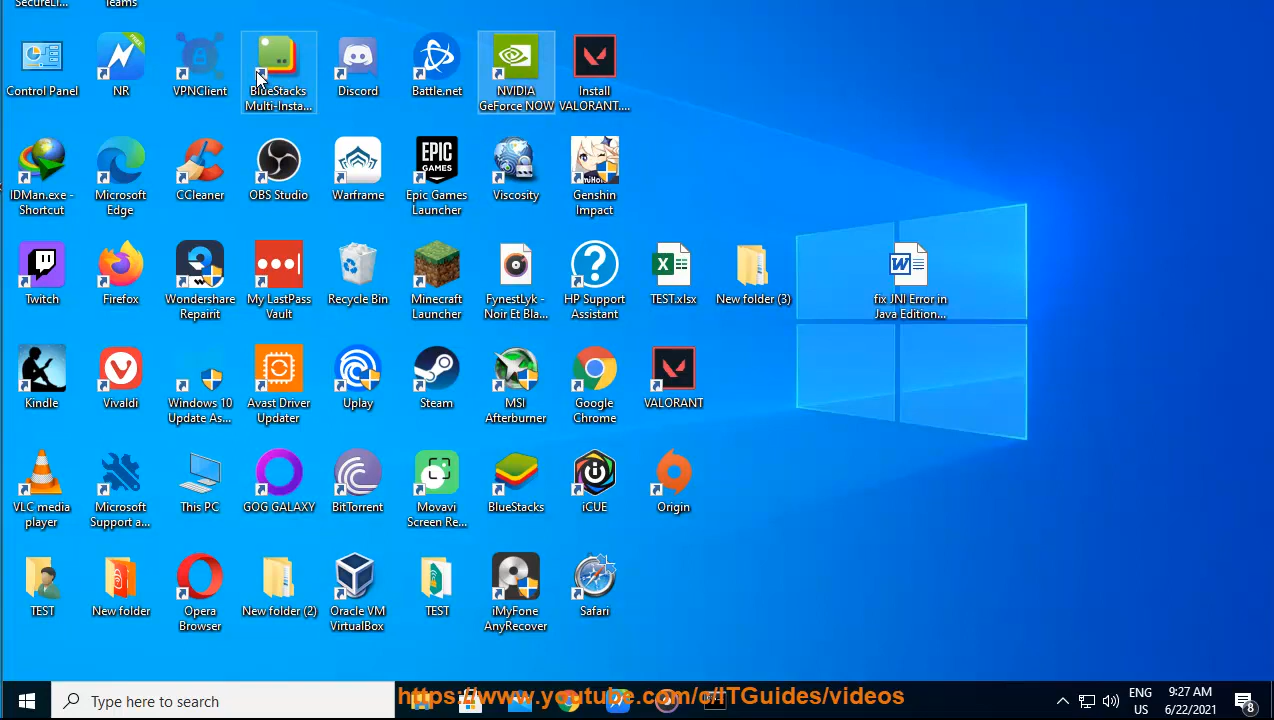 SecureLi...
Teams
Control Panel
NR
VPNClient
BlueStacks
Multi-Insta...
Discord
Battle.net
NVIDIA
GeForce NOW
Install
VALORANT....
IDMan.exe -
Shortcut
Microsoft
Edge
CCleaner
OBS Studio
Warframe
EPIC
GAMES
Epic Games
Launcher
Viscosity
Genshin
Impact
Twitch
Firefox
Wondershare
Repairit
My LastPass
Vault
Recycle Bin
Minecraft
Launcher
FynestLyk -
Noir Et Bla...
HP Support
Assistant
TEST.xlsx
New folder (3)
fix JNI Error in
Java Edition...
Kindle
Vivaldi
Windows 10
Update As...
Avast Driver
Updater
Uplay
Steam
MSI
Afterburner
Google
Chrome
VALORANT
VLC media
player
Microsoft
Support a...
This PC
GOG GALAXY
BitTorrent
Movavi
Screen Re...
BlueStacks
iCUE
Origin
TEST
New folder
Opera
Browser
New folder (2)
Oracle VM
VirtualBox
TEST
iMyFone
AnyRecover
Safari
Type here to search
https://www.youtube.com/c/ITGuides/videos
ENG
US
9:27 AM
6/22/2021
8